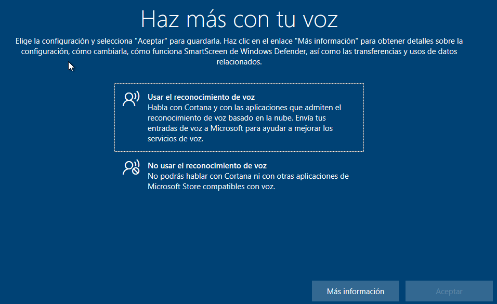 Haz más con tu voz
Elige la configuración y selecciona "Aceptar" para guardarla. Haz clic en el enlace "Más información" para obtener detalles sobre la
configuración, cómo cambiarla, cómo funciona SmartScreen de Windows Defender, así como las transferencias y usos de datos
relacionados.
Usar el reconocimiento de voz
Habla con Cortana y con las aplicaciones que admiten el
reconocimiento de voz basado en la nube. Envía tus
entradas de voz a Microsoft para ayudar a mejorar los
servicios de voz.
No usar el reconocimiento de voz
No podrás hablar con Cortana ni con otras aplicaciones de
Microsoft Store compatibles con voz.
Más información
Aceptar